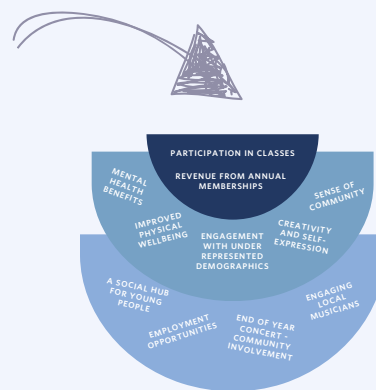 PARTICIPATION IN CLASSES
REVENUE FROM ANNUAL
MEMBERSHIPS
MENTAL
HEALTH
BENEFITS
IMPROVED
PHYSICAL
WELLBEING
ENGAGEMENT
WITH UNDER
REPRESENTED
DEMOGRAPHICS
CREATIVITY
AND SELF-
EXPRESSION
SENSE OF
COMMUNITY
A SOCIAL HUB
FOR YOUNG
PEOPLE
EMPLOYMENT
OPPORTUNITIES
END OF YEAR
CONCERT -
COMMUNITY
INVOLVEMENT
ENGAGING
LOCAL
MUSICIANS